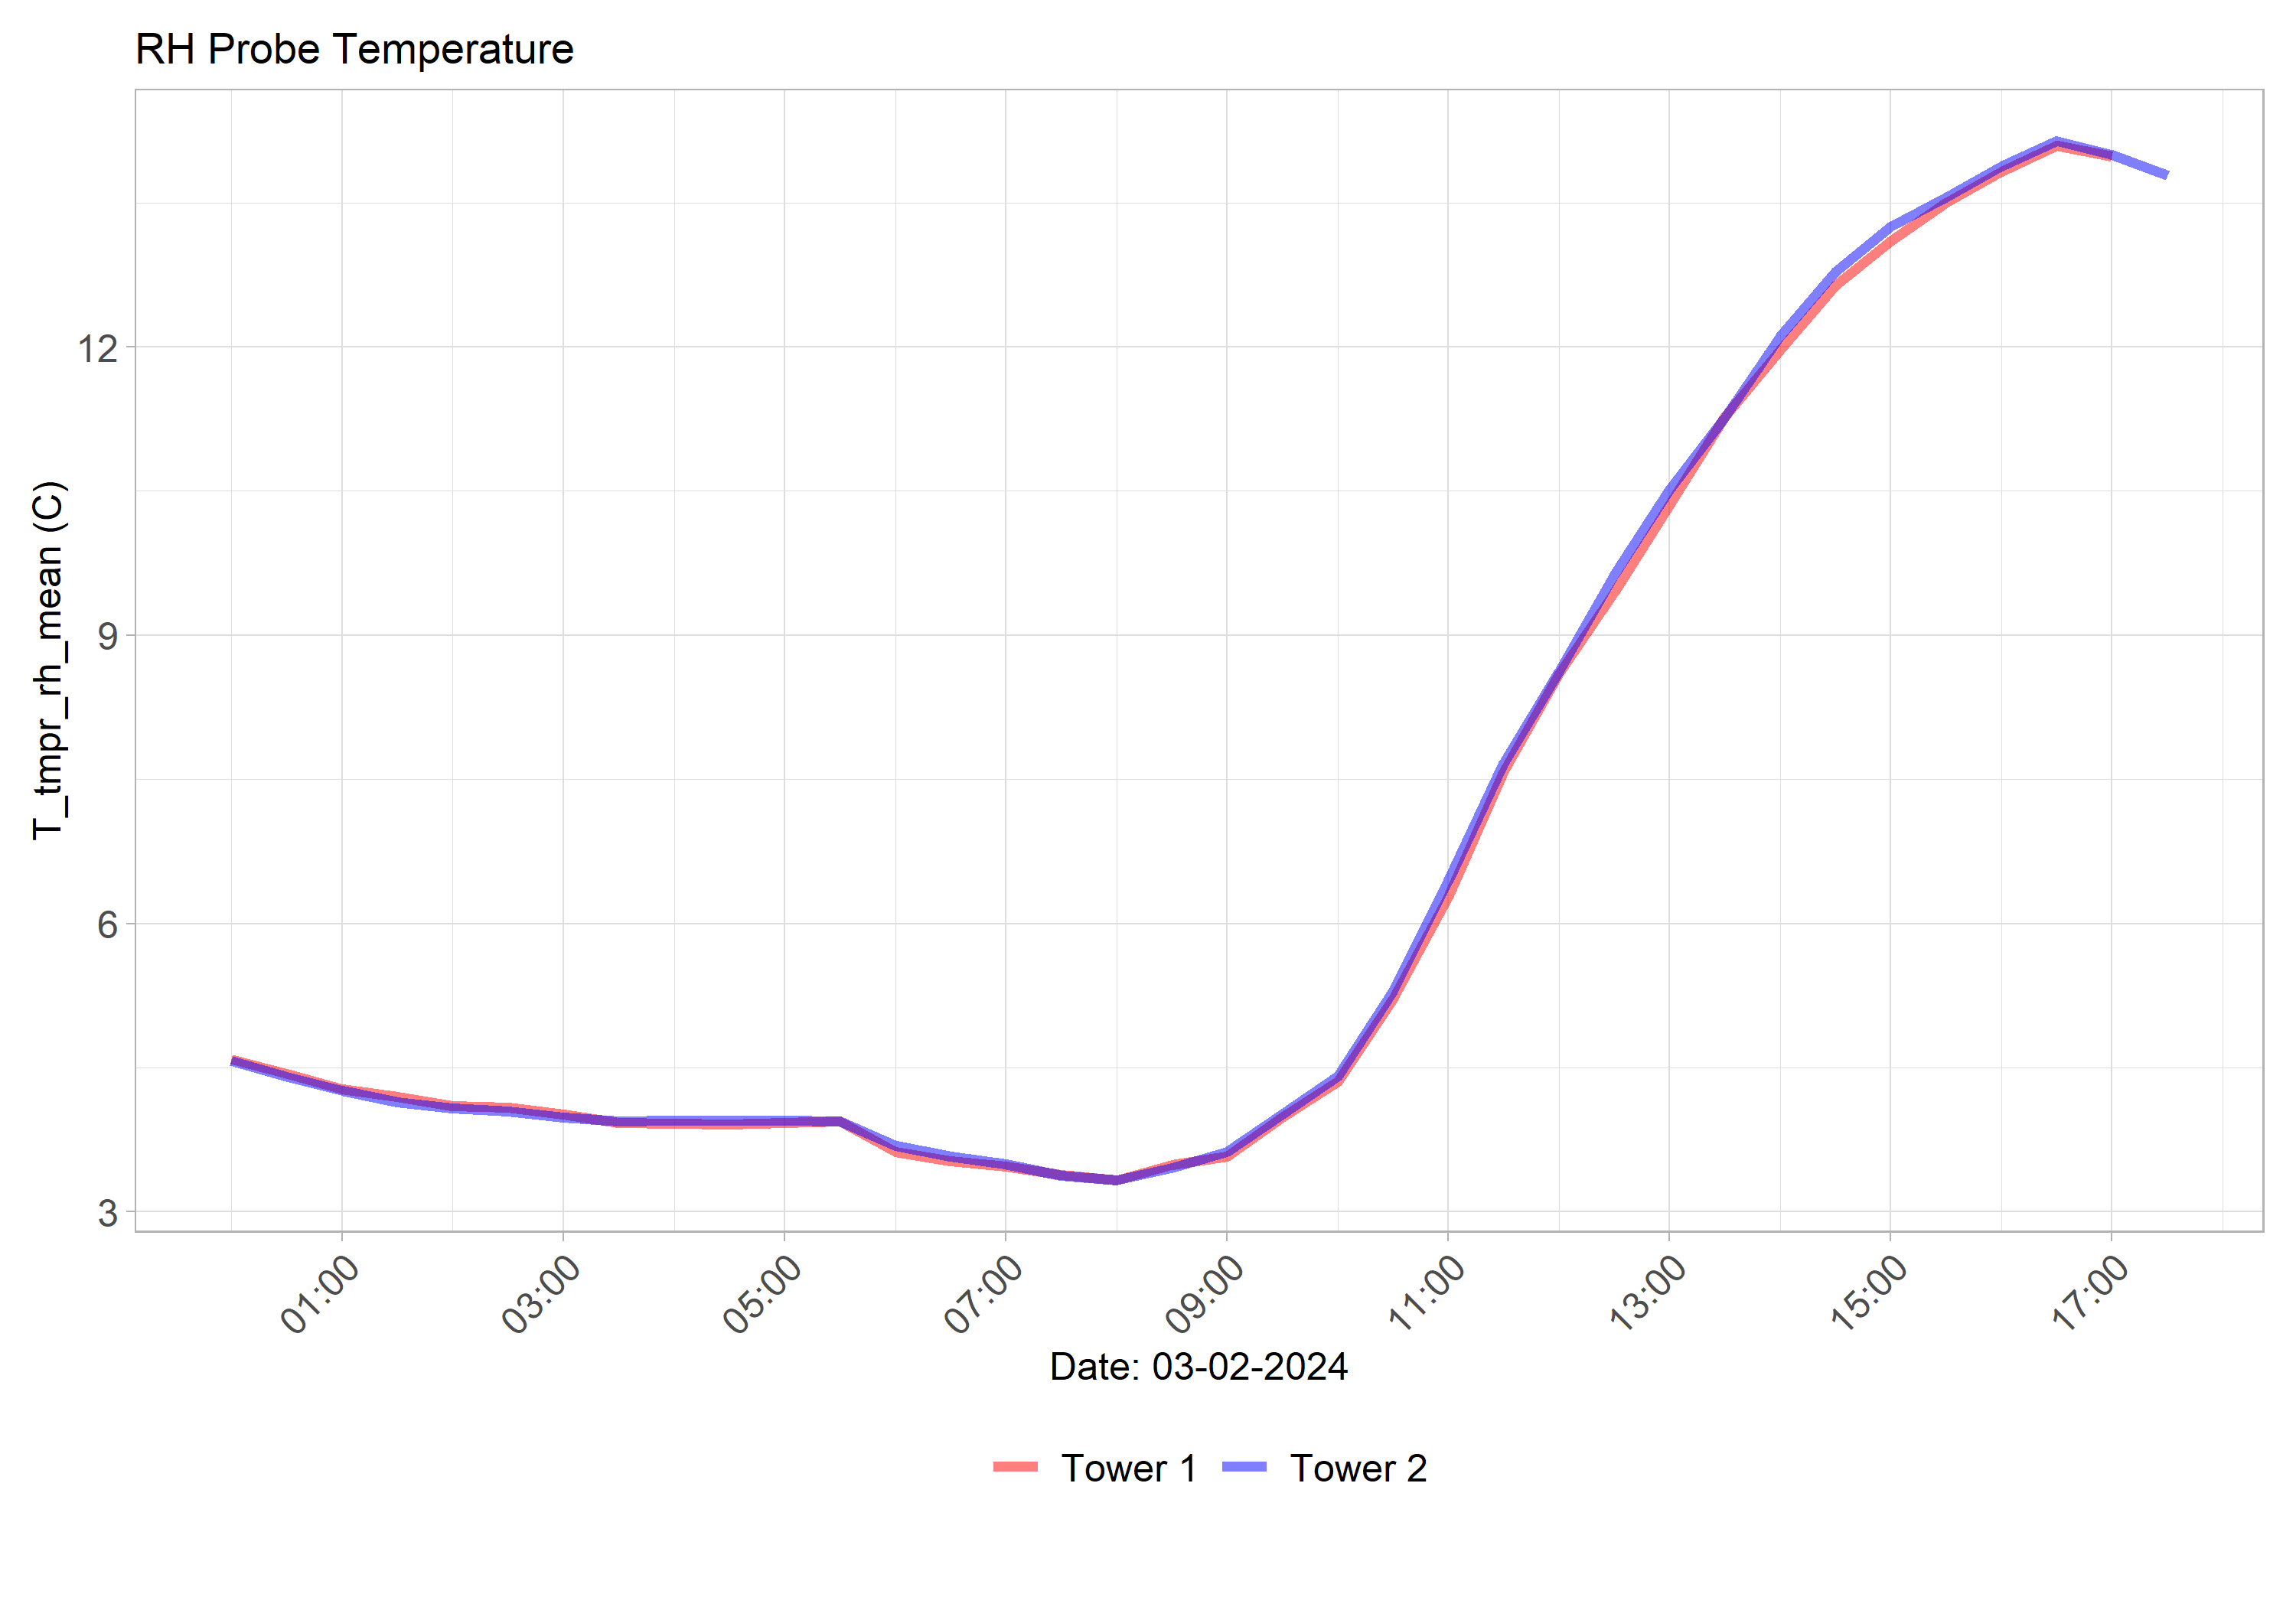 RH Probe Temperature
T_tmpr_rh_mean (C)
12
9
6
3
01:00
03:00
05:00
07:00
09:00
11:00
13:00
15:00
17:00
Date: 03-02-2024
Tower 1
Tower 2